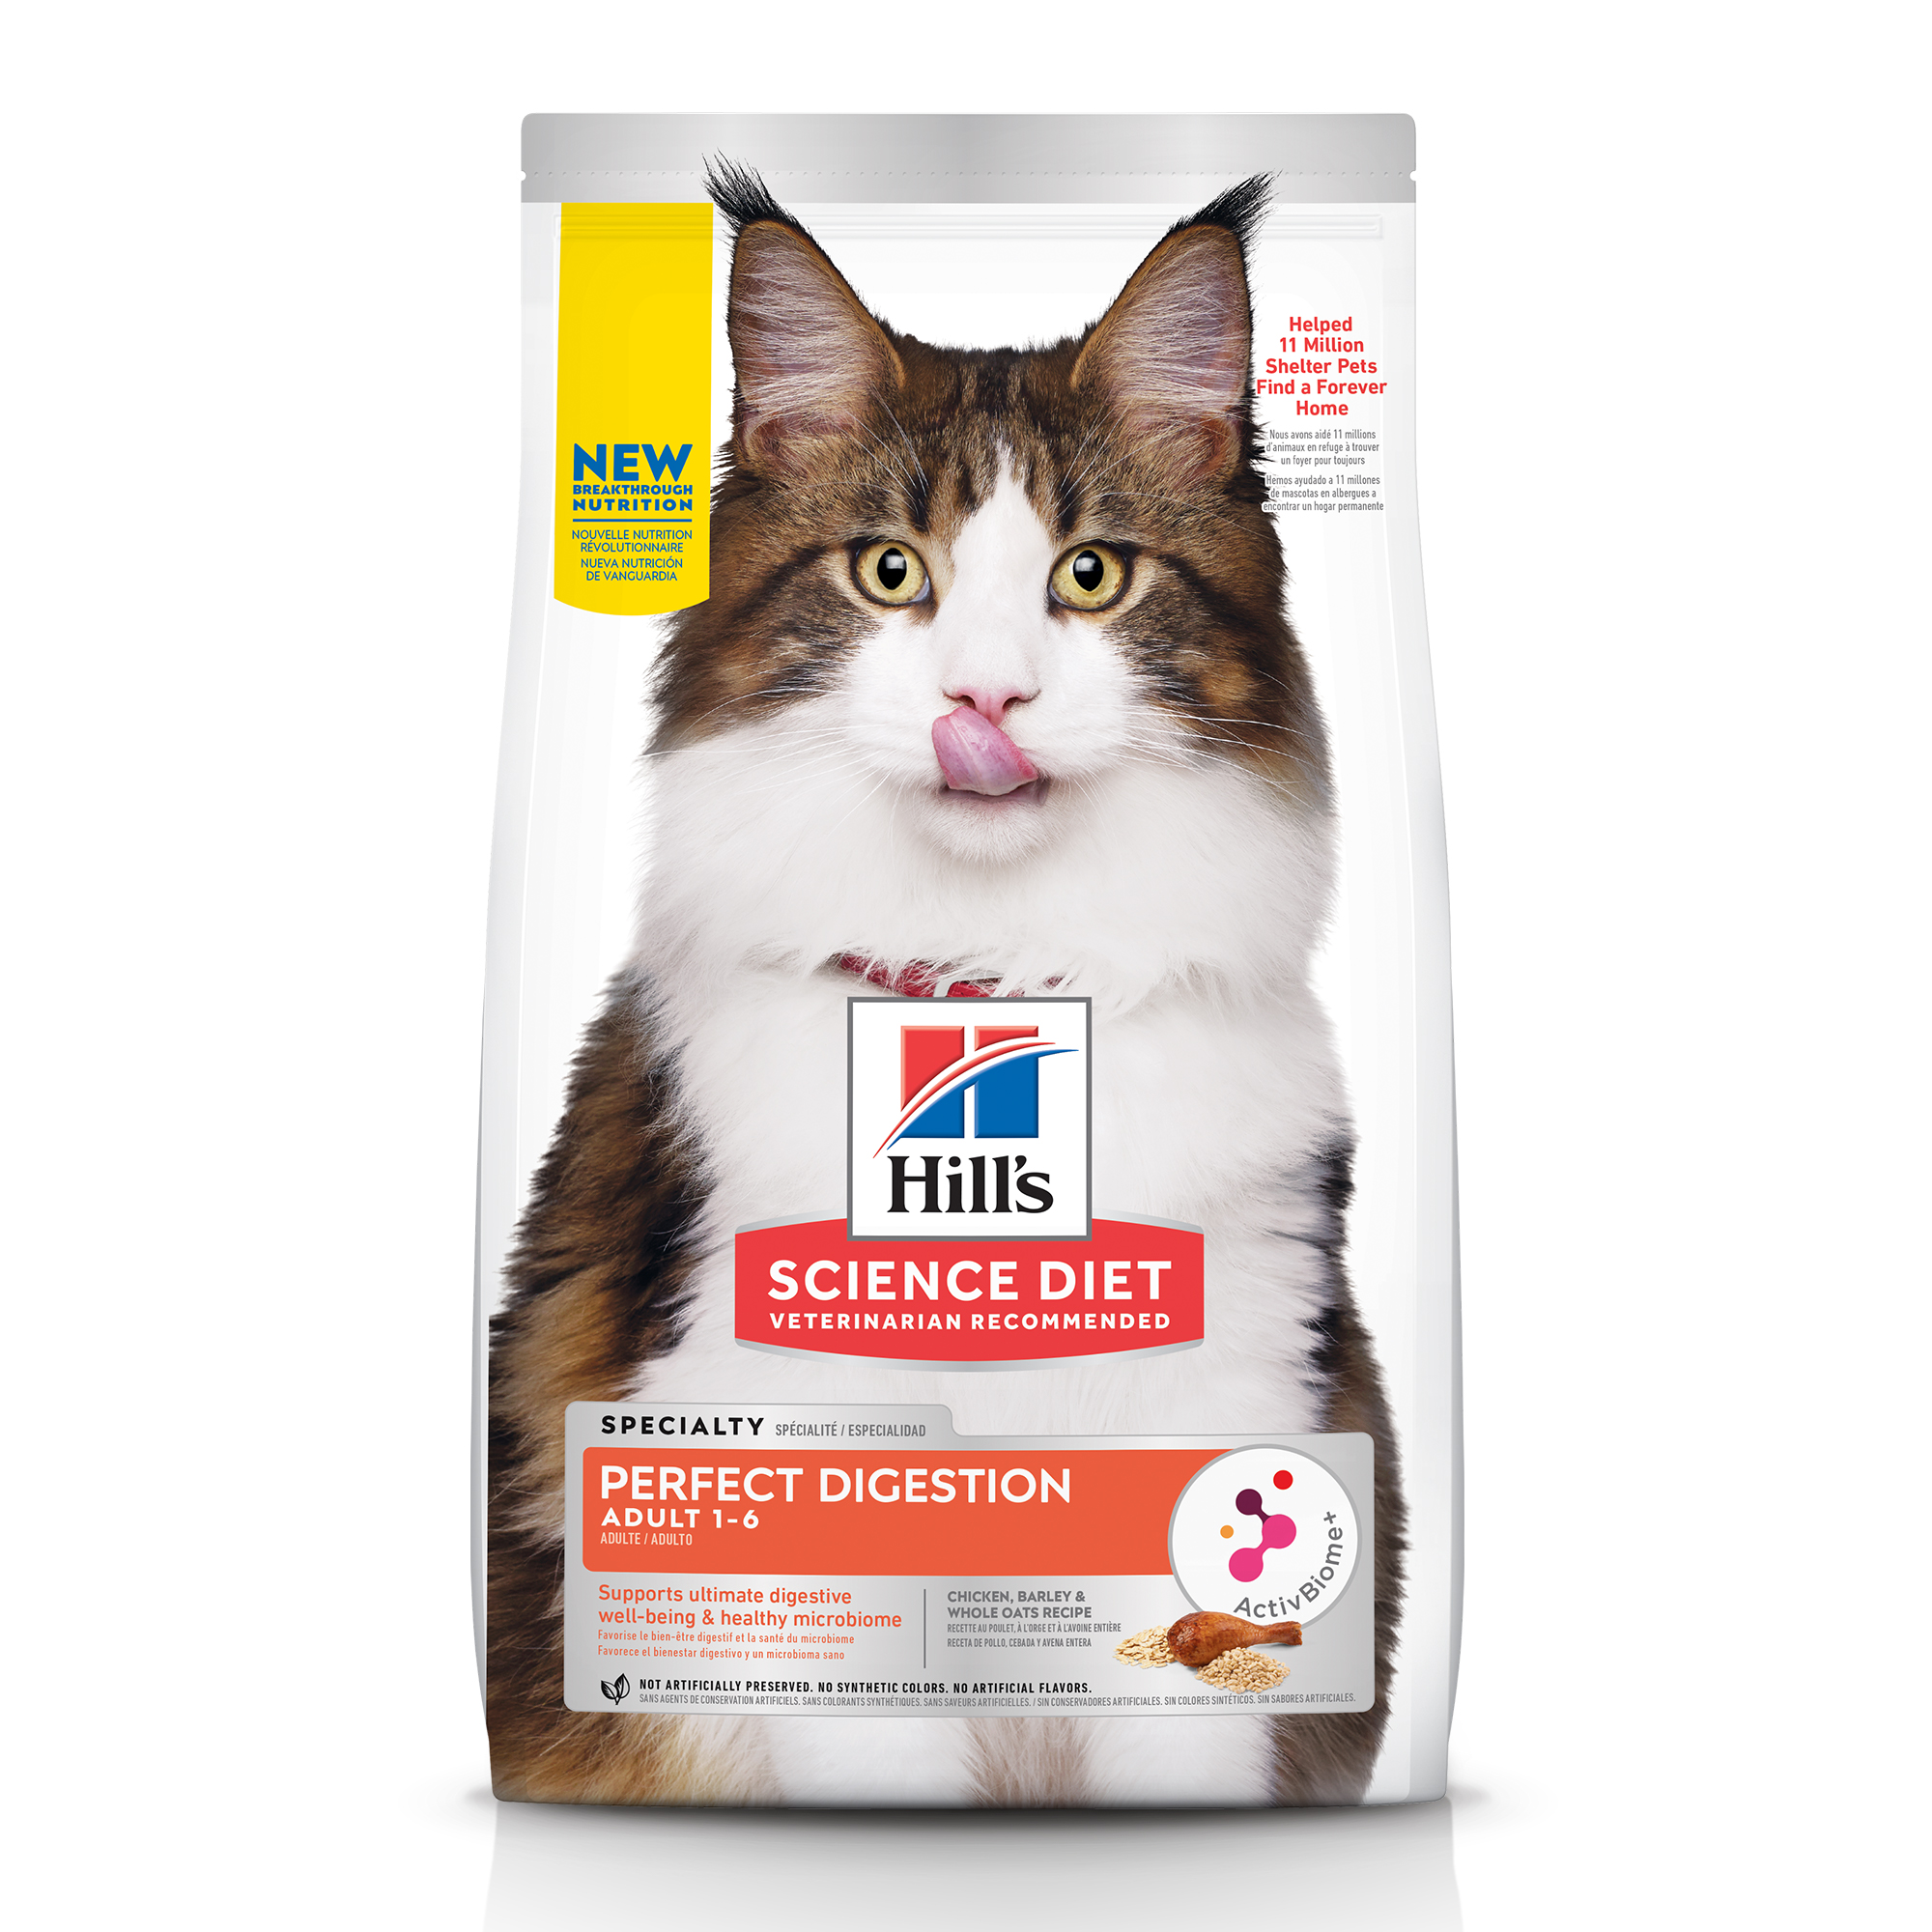 NEW
BREAKTHROUGH
NUTRITION
NOUVELLE NUTRITION
RÉVOLUTIONNAIRE
NUEVA NUTRICIÓN
DE VANGUARDIA
Helped
11 Million
Shelter Pets
Find a Forever
Home
Nous avons aidé 11 millions
d'animaux en refuge à trouver
un foyer pour toujours
Hemos ayudado a 11 millones
de mascotas en albergues a
encontrar un hogar permanente
Hill's
SCIENCE DIET
VETERINARIAN RECOMMENDED
SPECIALTY SPÉCIALITÉ / ESPECIALIDAD
PERFECT DIGESTION
ADULT 1-6
ADULTE / ADULTO
ActivBiome+
Supports ultimate digestive
well-being & healthy microbiome
Favorise le bien-être digestif et la santé du microbiome
Favorece el bienestar digestivo y un microbioma sano
CHICKEN, BARLEY &
WHOLE OATS RECIPE
RECETTE AU POULET, À L'ORGE ET À L'AVOINE ENTIÈRE
RECETA DE POLLO, CEBADA Y AVENA ENTERA
NOT ARTIFICIALLY PRESERVED. NO SYNTHETIC COLORS. NO ARTIFICIAL FLAVORS.
SANS AGENTS DE CONSERVATION ARTIFICIELS. SANS COLORANTS SYNTHÉTIQUES. SANS SAVEURS ARTIFICIELLES. / SIN CONSERVADORES ARTIFICIALES. SIN COLORES SINTÉTICOS. SIN SABORES ARTIFICIALES.